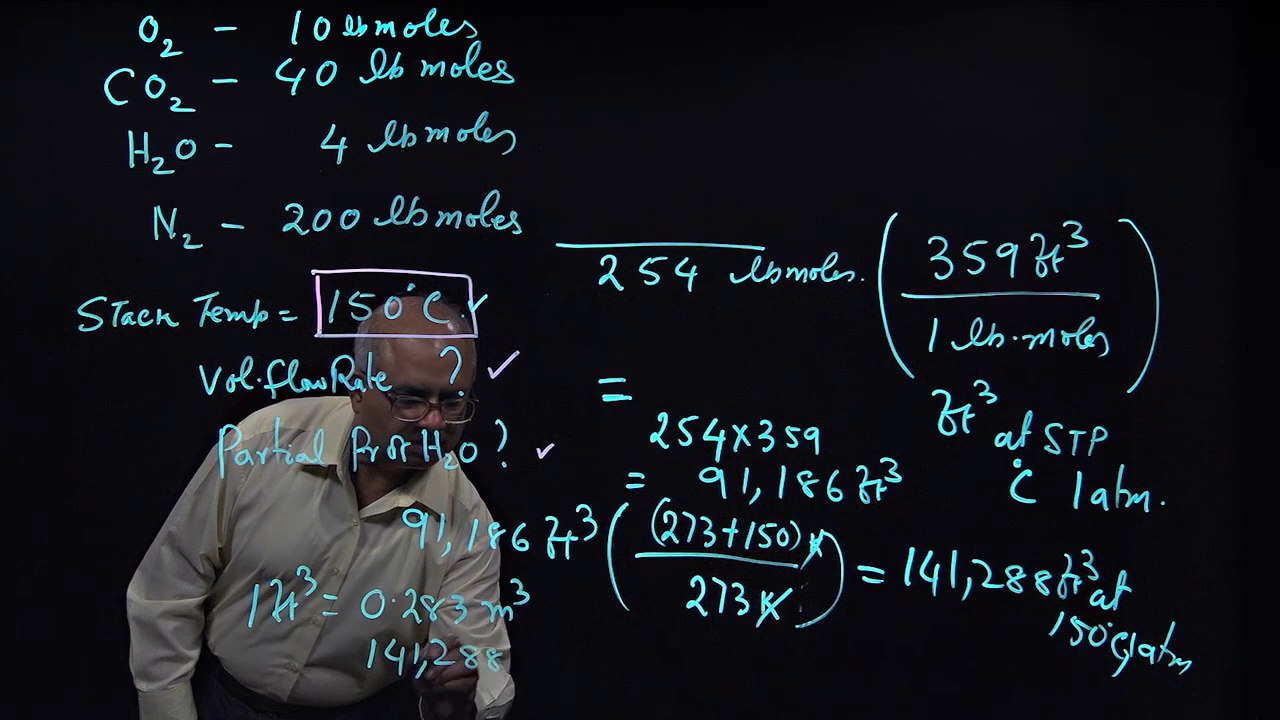 O₂ - 10 lb moles
CO₂ - 40 lb moles
H₂O - 4 lb moles
N₂ - 200 lb moles
254 lb moles. (359 ft³ / 1 lb.moles)
Stack Temp = 150°C ✓
Vol. flow Rate ? ✓
Partial Pr of H₂O ? ✓
=
ft³ at STP
°C 1 atm.
254 x 359
= 91,186 ft³
91,186 ft³ ((273+150)K / 273K) = 141,288 ft³ at
150°C, 1 atm
1 ft³ = 0.283 m³
141,288